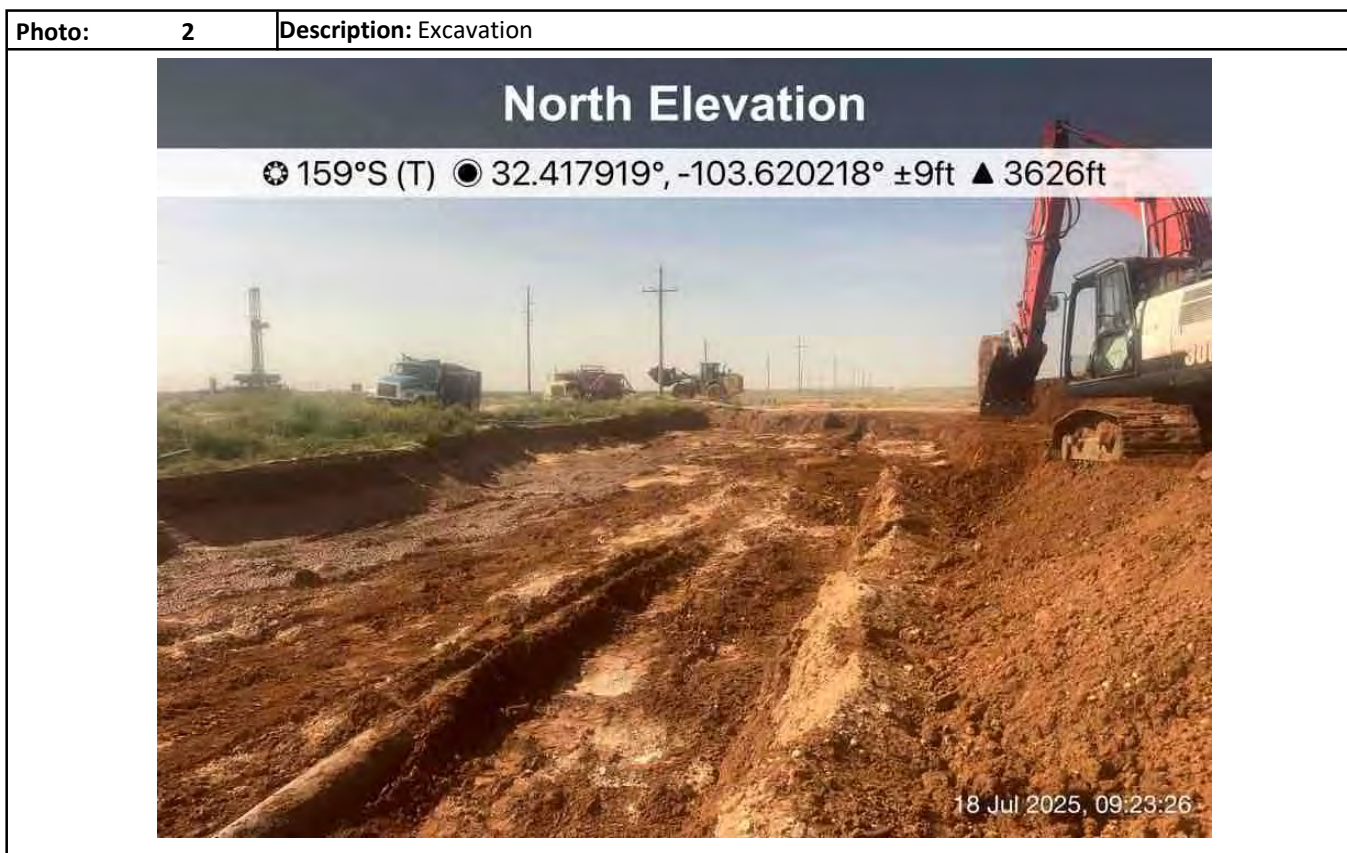 Photo: 2 Description: Excavation
North Elevation
159°S (T) 32.417919°, -103.620218° ±9ft ▲ 3626ft
18 Jul 2025, 09:23:26